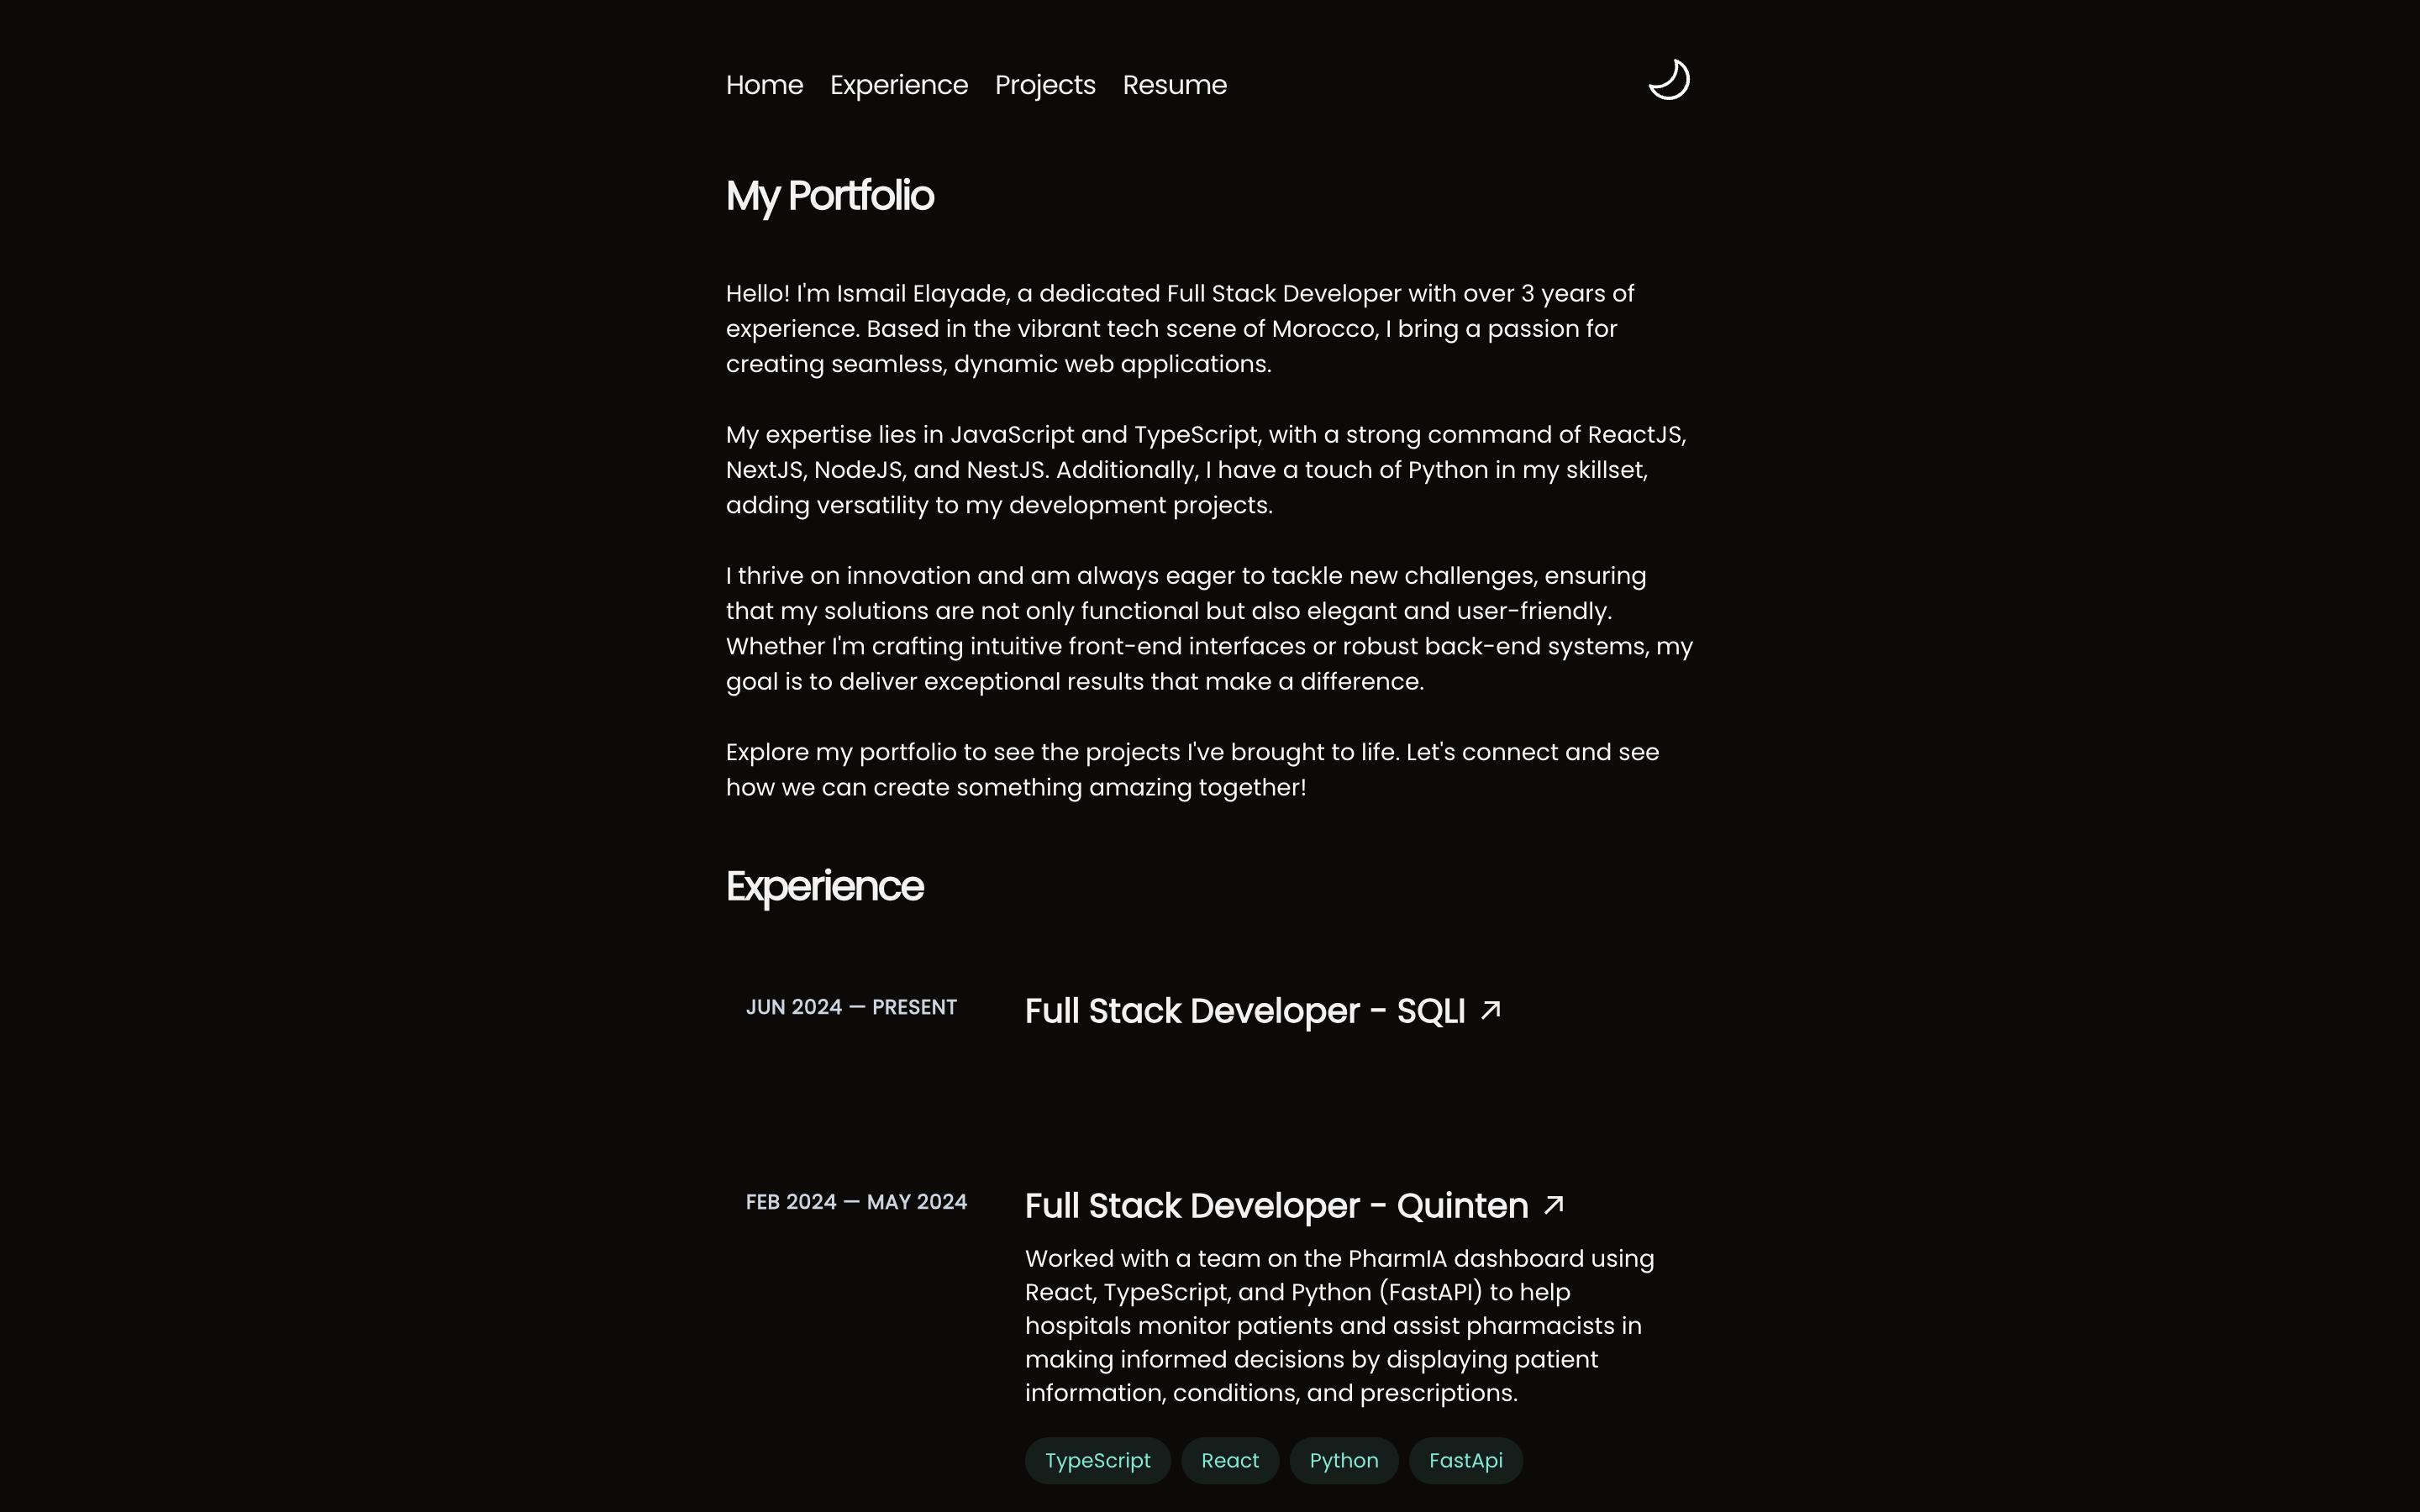 Home Experience Projects Resume
My Portfolio
Hello! I'm Ismail Elayade, a dedicated Full Stack Developer with over 3 years of
experience. Based in the vibrant tech scene of Morocco, I bring a passion for
creating seamless, dynamic web applications.
My expertise lies in JavaScript and TypeScript, with a strong command of ReactJS,
NextJS, NodeJS, and NestJS. Additionally, I have a touch of Python in my skillset,
adding versatility to my development projects.
I thrive on innovation and am always eager to tackle new challenges, ensuring
that my solutions are not only functional but also elegant and user-friendly.
Whether I'm crafting intuitive front-end interfaces or robust back-end systems, my
goal is to deliver exceptional results that make a difference.
Explore my portfolio to see the projects I've brought to life. Let's connect and see
how we can create something amazing together!
Experience
JUN 2024 — PRESENT
Full Stack Developer - SQLI
FEB 2024 — MAY 2024
Full Stack Developer - Quinten
Worked with a team on the PharmIA dashboard using
React, TypeScript, and Python (FastAPI) to help
hospitals monitor patients and assist pharmacists in
making informed decisions by displaying patient
information, conditions, and prescriptions.
TypeScript React Python FastApi